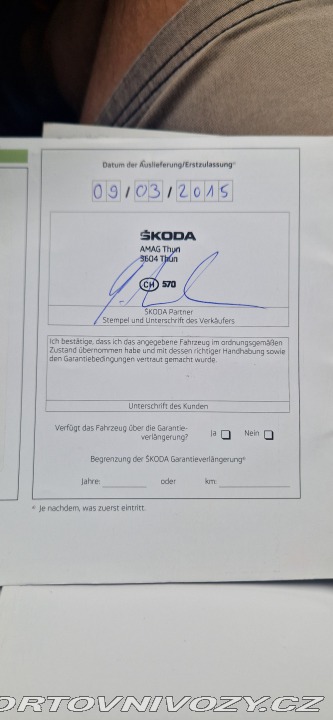 Datum der Auslieferung/Erstzulassung*
09/03/2015
ŠKODA
AMAG Thun
3604 Thun
CH 570
ŠKODA Partner
Stempel und Unterschrift des Verkäufers
Ich bestätige, dass ich das angegebene Fahrzeug im ordnungsgemäßen
Zustand übernommen habe und mit dessen richtiger Handhabung sowie
den Garantiebedingungen vertraut gemacht wurde.
Unterschrift des Kunden
Verfügt das Fahrzeug über die Garantie-
verlängerung? Ja Nein
Begrenzung der ŠKODA Garantieverlängerung*
Jahre: oder km:
* Je nachdem, was zuerst eintritt.
ORTOVNIVOZY.CZ